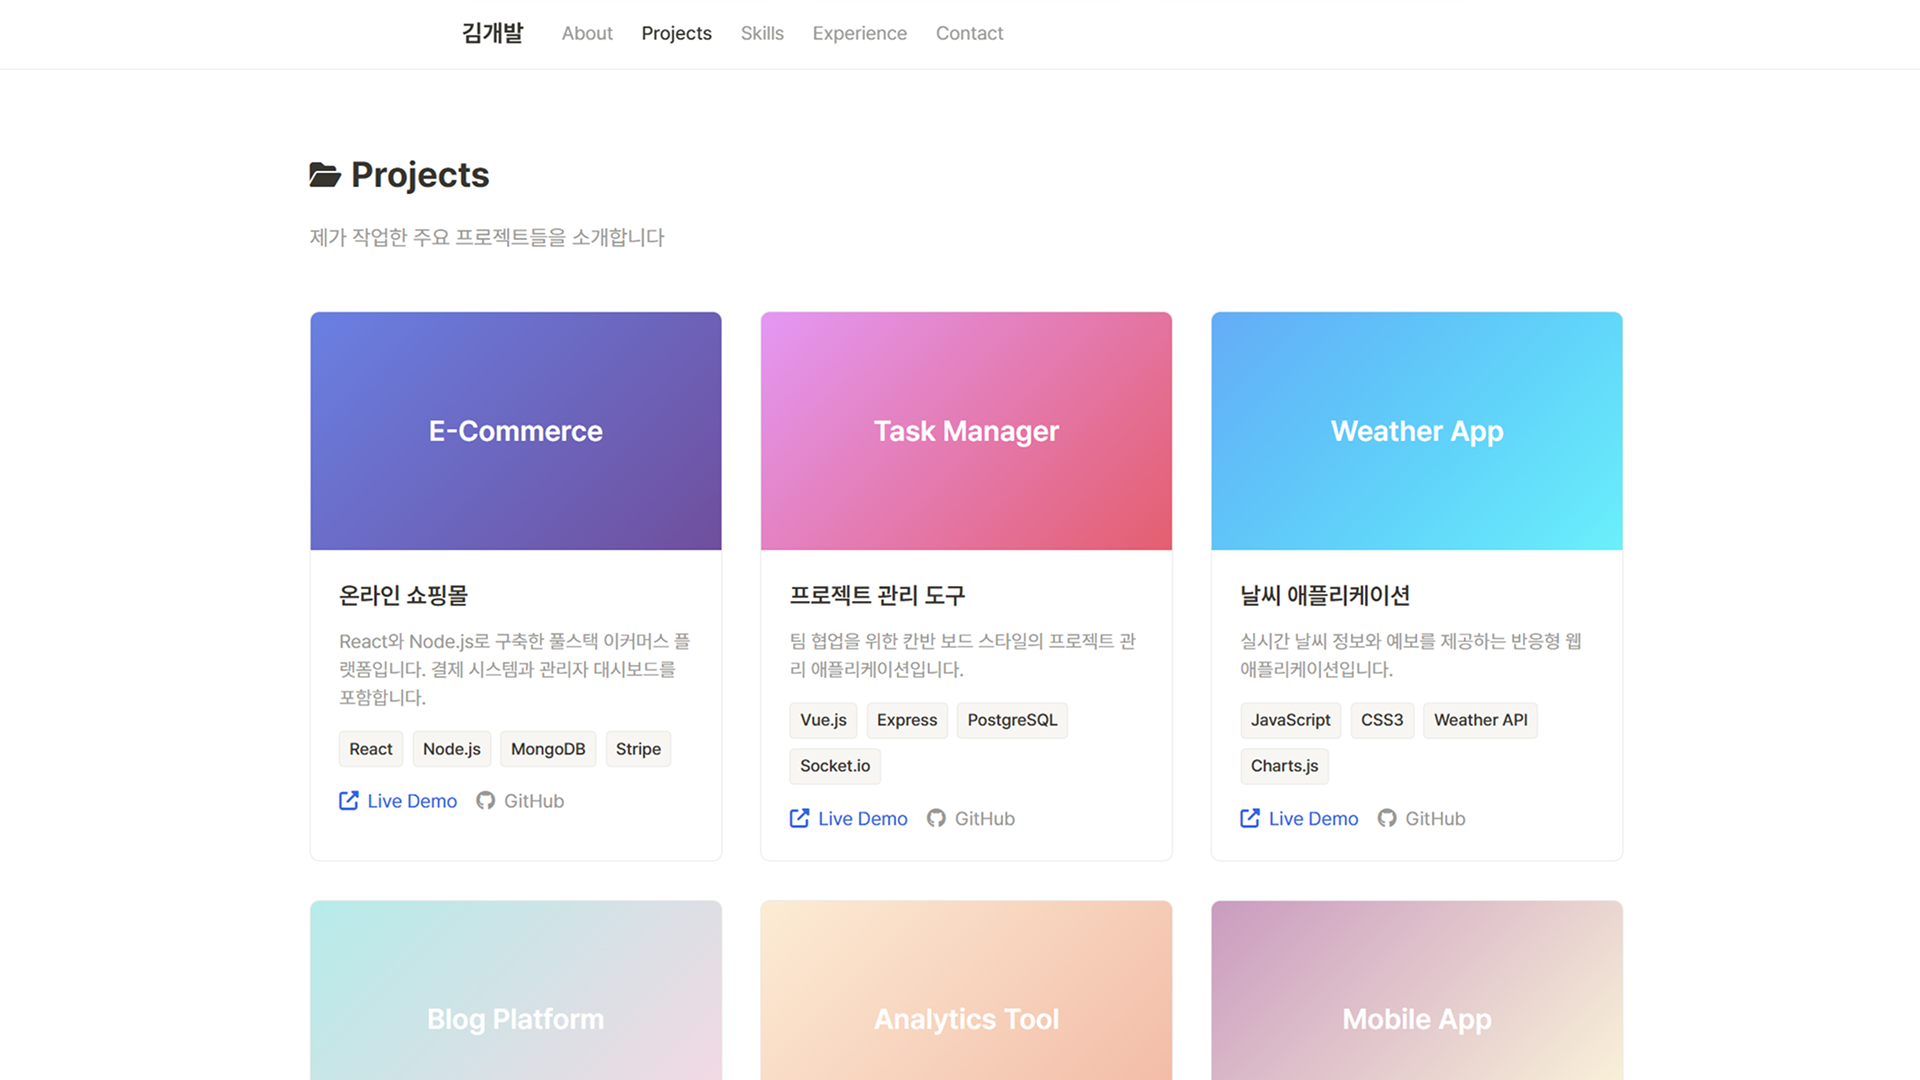 김개발 About Projects Skills Experience Contact
Projects
제가 작업한 주요 프로젝트들을 소개합니다
E-Commerce
온라인 쇼핑몰
React와 Node.js로 구축한 풀스택 이커머스 플
랫폼입니다. 결제 시스템과 관리자 대시보드를
포함합니다.
React Node.js MongoDB Stripe
Live Demo GitHub
Task Manager
프로젝트 관리 도구
팀 협업을 위한 칸반 보드 스타일의 프로젝트 관
리 애플리케이션입니다.
Vue.js Express PostgreSQL
Socket.io
Live Demo GitHub
Weather App
날씨 애플리케이션
실시간 날씨 정보와 예보를 제공하는 반응형 웹
애플리케이션입니다.
JavaScript CSS3 Weather API
Charts.js
Live Demo GitHub
Blog Platform
Analytics Tool
Mobile App